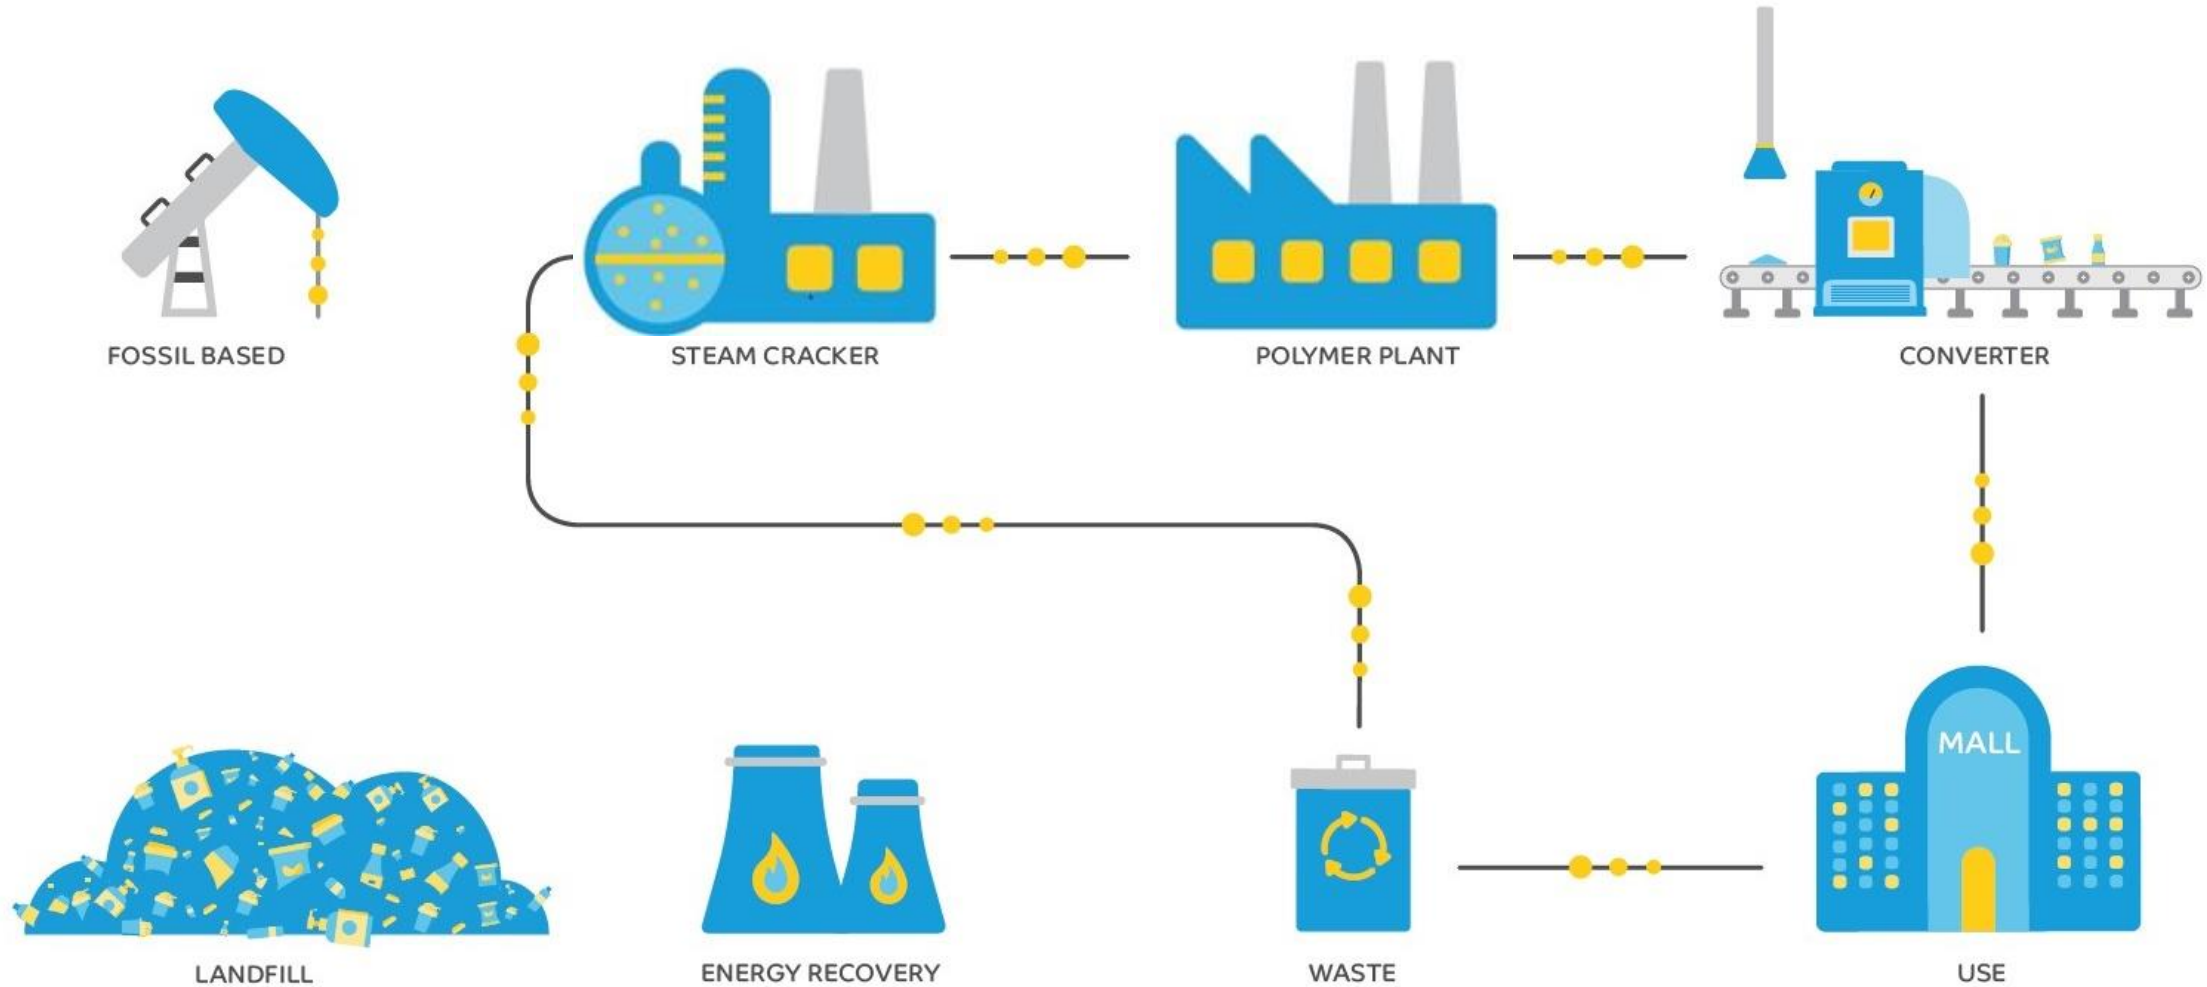 FOSSIL BASED
STEAM CRACKER
POLYMER PLANT
CONVERTER
MALL
LANDFILL
ENERGY RECOVERY
WASTE
USE